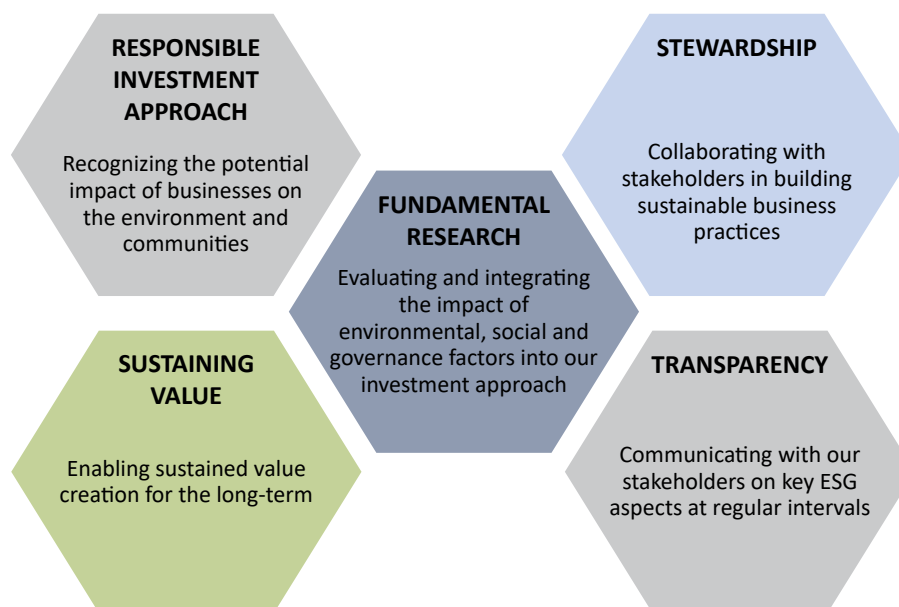 RESPONSIBLE
INVESTMENT
APPROACH
Recognizing the potential
impact of businesses on
the environment and
communities
STEWARDSHIP
Collaborating with
stakeholders in building
sustainable business
practices
FUNDAMENTAL
RESEARCH
Evaluating and integrating
the impact of
environmental, social and
governance factors into our
investment approach
SUSTAINING
VALUE
Enabling sustained value
creation for the long-term
TRANSPARENCY
Communicating with our
stakeholders on key ESG
aspects at regular intervals